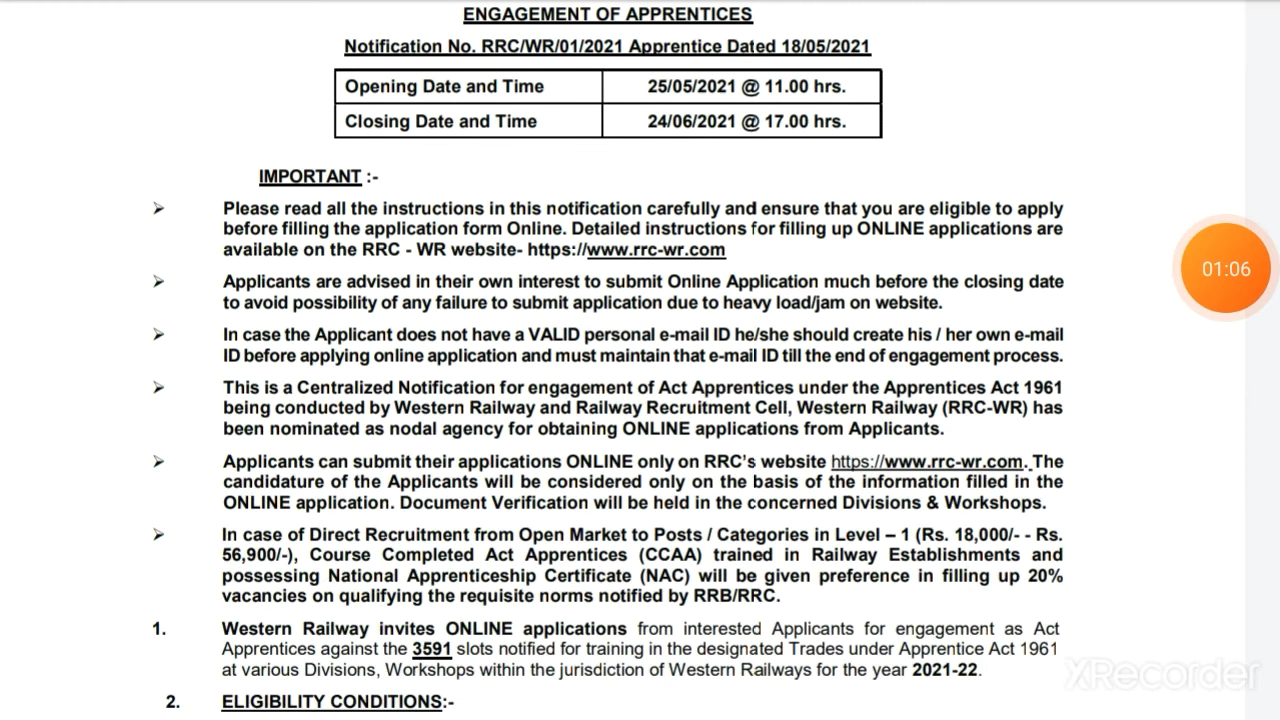 ENGAGEMENT OF APPRENTICES
Notification No. RRC/WR/01/2021 Apprentice Dated 18/05/2021
Opening Date and Time 25/05/2021 @ 11.00 hrs.
Closing Date and Time 24/06/2021 @ 17.00 hrs.
IMPORTANT :-
➢ Please read all the instructions in this notification carefully and ensure that you are eligible to apply
before filling the application form Online. Detailed instructions for filling up ONLINE applications are
available on the RRC - WR website- https://www.rrc-wr.com
➢ Applicants are advised in their own interest to submit Online Application much before the closing date
to avoid possibility of any failure to submit application due to heavy load/jam on website.
01:06
➢ In case the Applicant does not have a VALID personal e-mail ID he/she should create his / her own e-mail
ID before applying online application and must maintain that e-mail ID till the end of engagement process.
➢ This is a Centralized Notification for engagement of Act Apprentices under the Apprentices Act 1961
being conducted by Western Railway and Railway Recruitment Cell, Western Railway (RRC-WR) has
been nominated as nodal agency for obtaining ONLINE applications from Applicants.
➢ Applicants can submit their applications ONLINE only on RRC's website https://www.rrc-wr.com. The
candidature of the Applicants will be considered only on the basis of the information filled in the
ONLINE application. Document Verification will be held in the concerned Divisions & Workshops.
➢ In case of Direct Recruitment from Open Market to Posts / Categories in Level – 1 (Rs. 18,000/- - Rs.
56,900/-), Course Completed Act Apprentices (CCAA) trained in Railway Establishments and
possessing National Apprenticeship Certificate (NAC) will be given preference in filling up 20%
vacancies on qualifying the requisite norms notified by RRB/RRC.
1. Western Railway invites ONLINE applications from interested Applicants for engagement as Act
Apprentices against the 3591 slots notified for training in the designated Trades under Apprentice Act 1961
at various Divisions, Workshops within the jurisdiction of Western Railways for the year 2021-22.
XRecorder
2. ELIGIBILITY CONDITIONS:-